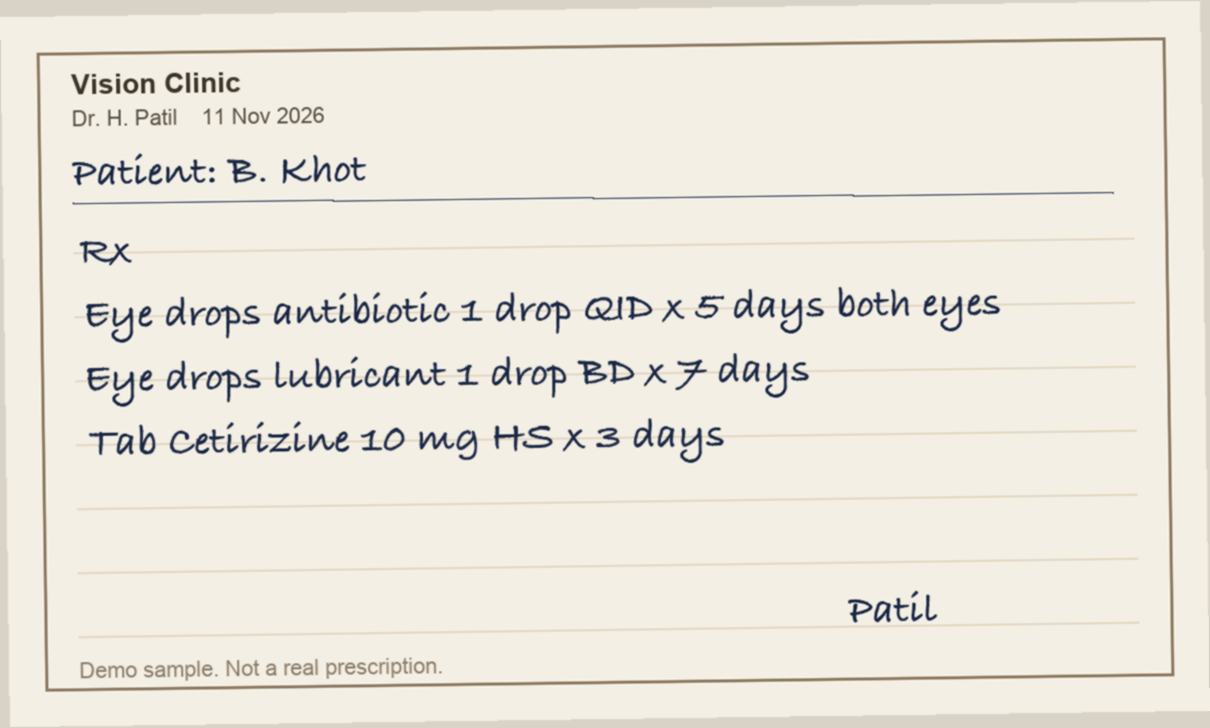 Vision Clinic
Dr. H. Patil 11 Nov 2026
Patient: B. Khot
Rx
Eye drops antibiotic 1 drop QID x 5 days both eyes
Eye drops lubricant 1 drop BD x 7 days
Tab Cetirizine 10 mg HS x 3 days
Patil
Demo sample. Not a real prescription.